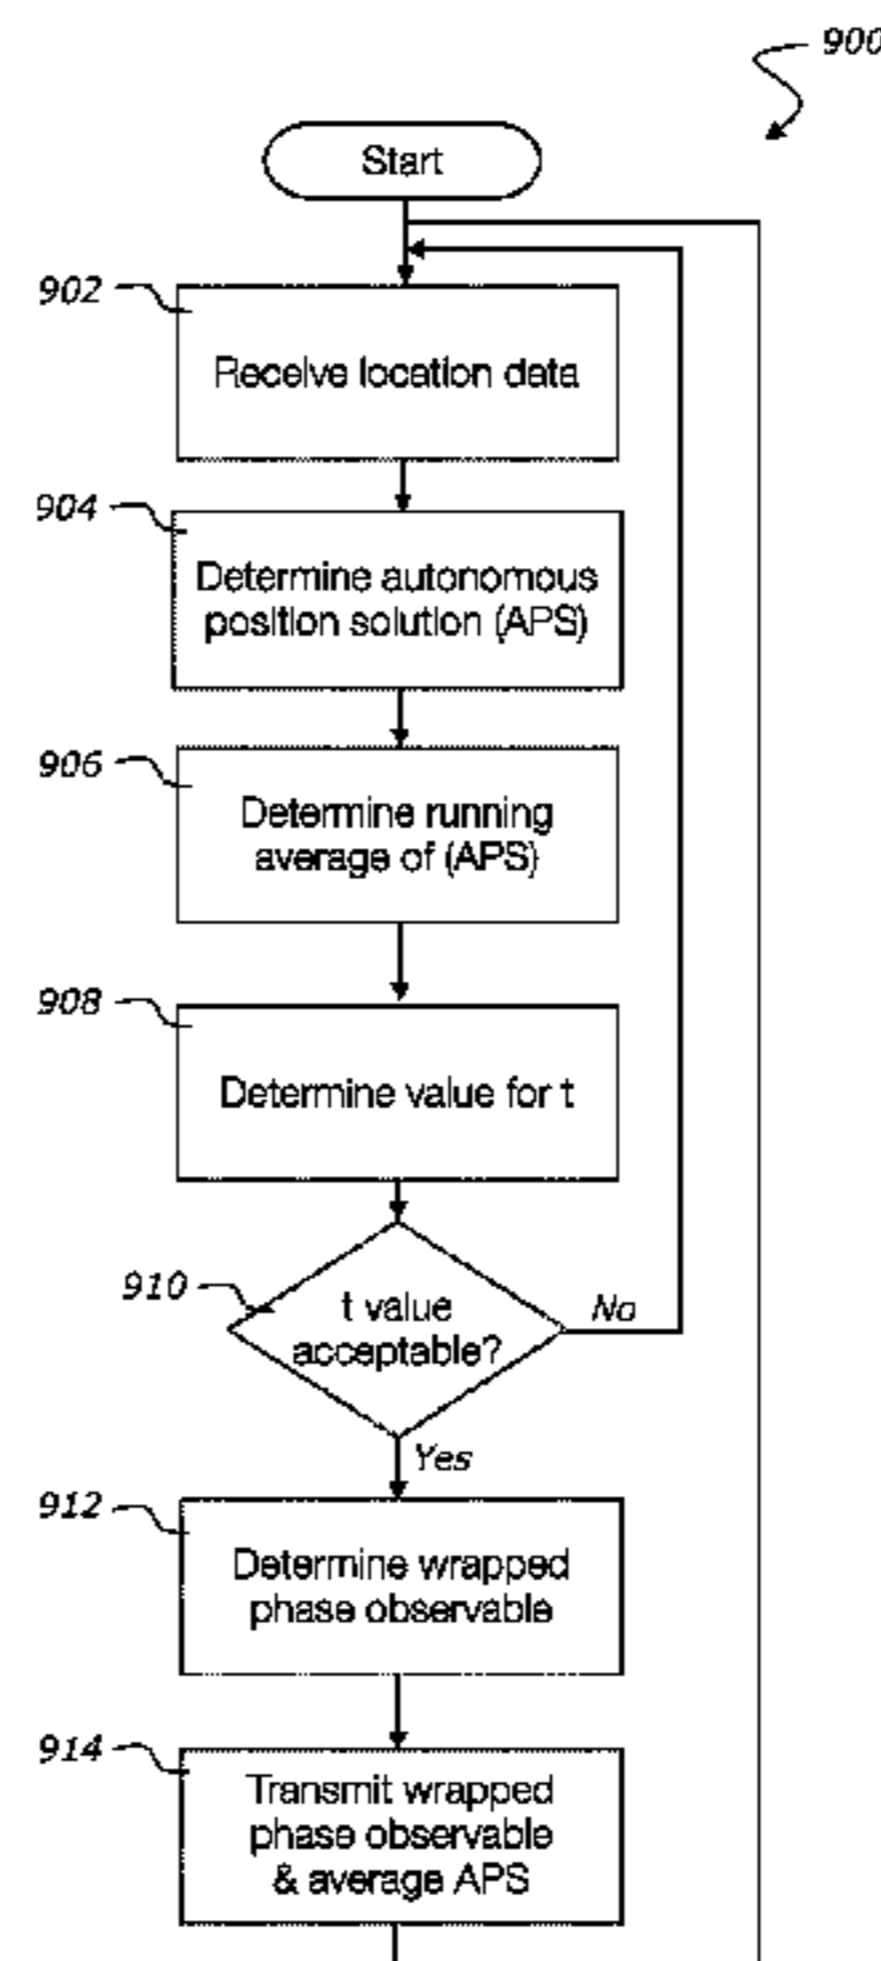 900
Start
902
Receive location data
904
Determine autonomous
position solution (APS)
906
Determine running
average of (APS)
908
Determine value for t
910
t value
acceptable?
No
Yes
912
Determine wrapped
phase observable
914
Transmit wrapped
phase observable
& average APS